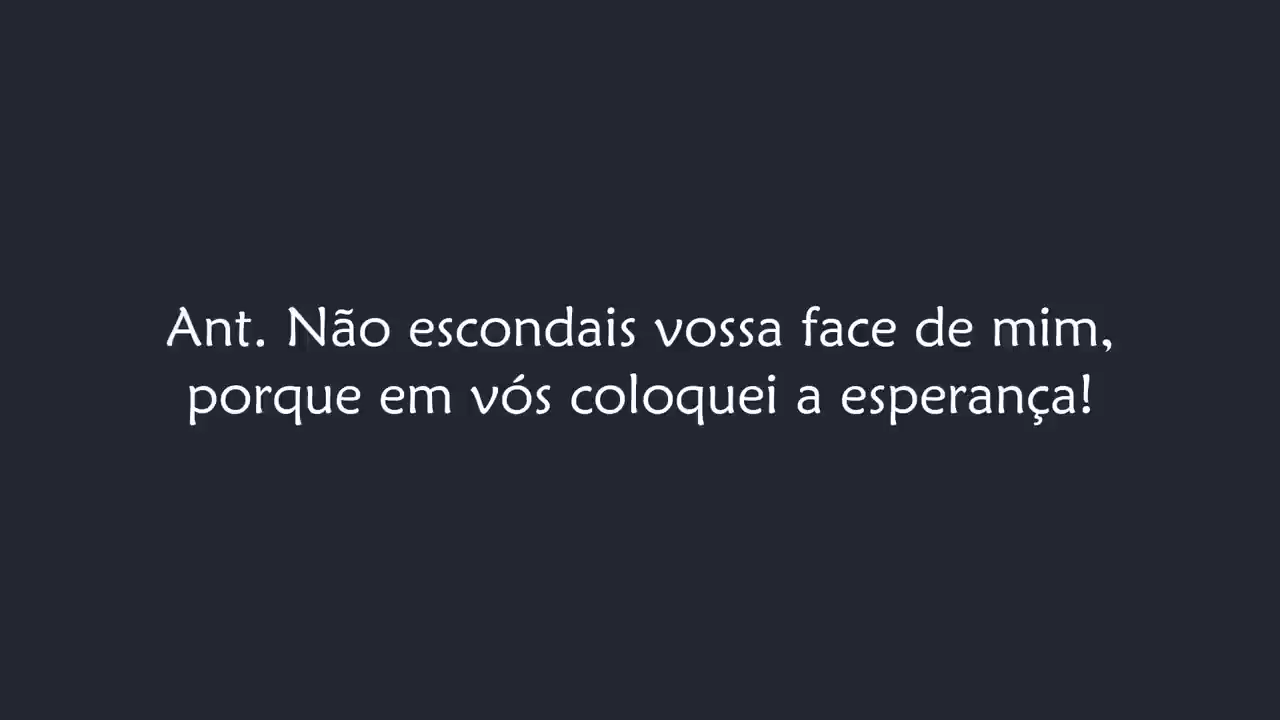 Ant. Não escondais vossa face de mim,
porque em vós coloquei a esperança!